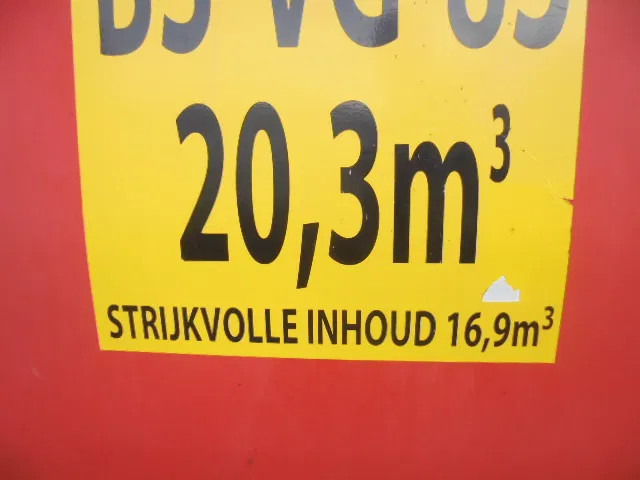 20,3m³
STRIJKVOLLE INHOUD 16,9m³